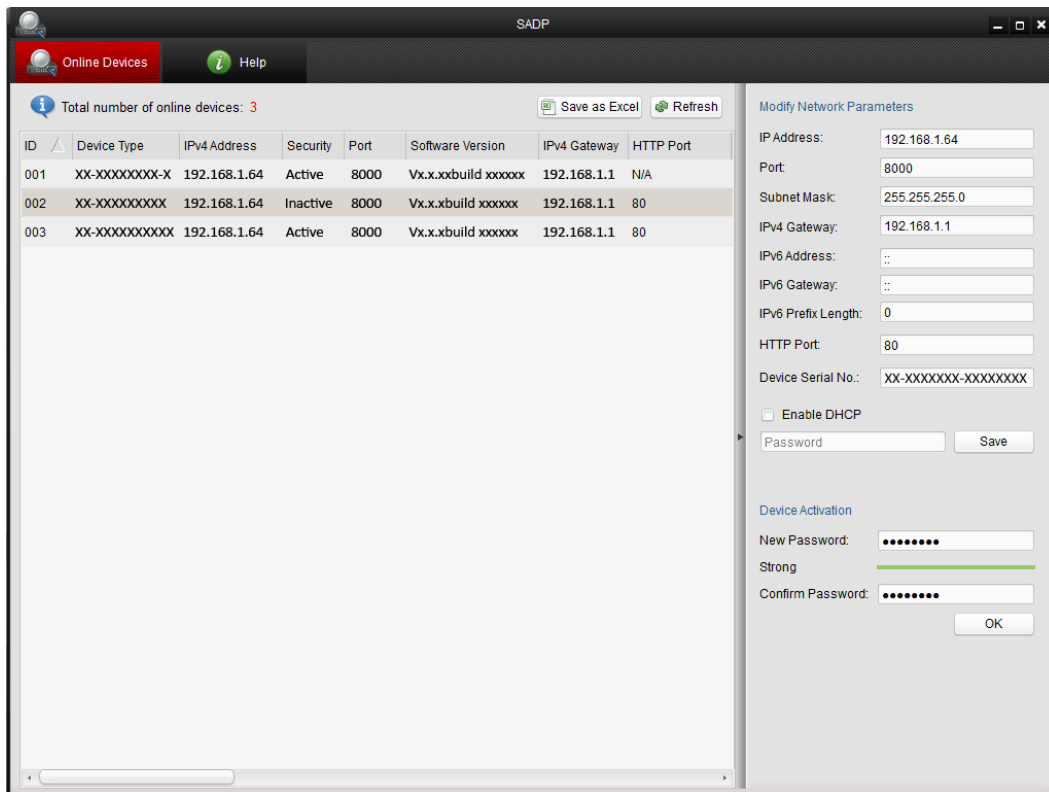 SADP
Online Devices
Help
Total number of online devices: 3
Save as Excel
Refresh
ID Device Type IPv4 Address Security Port Software Version IPv4 Gateway HTTP Port
001 XX-XXXXXXXX-X 192.168.1.64 Active 8000 Vx.x.xxbuild xxxxxx 192.168.1.1 N/A
002 XX-XXXXXXXXX 192.168.1.64 Inactive 8000 Vx.x.xbuild xxxxxx 192.168.1.1 80
003 XX-XXXXXXXXXX 192.168.1.64 Active 8000 Vx.x.xbuild xxxxxx 192.168.1.1 80
Modify Network Parameters
IP Address: 192.168.1.64
Port: 8000
Subnet Mask: 255.255.255.0
IPv4 Gateway: 192.168.1.1
IPv6 Address: ::
IPv6 Gateway: ::
IPv6 Prefix Length: 0
HTTP Port: 80
Device Serial No.: XX-XXXXXXX-XXXXXXXX
Enable DHCP
Password
Save
Device Activation
New Password: ●●●●●●●●
Strong
Confirm Password: ●●●●●●●●
OK